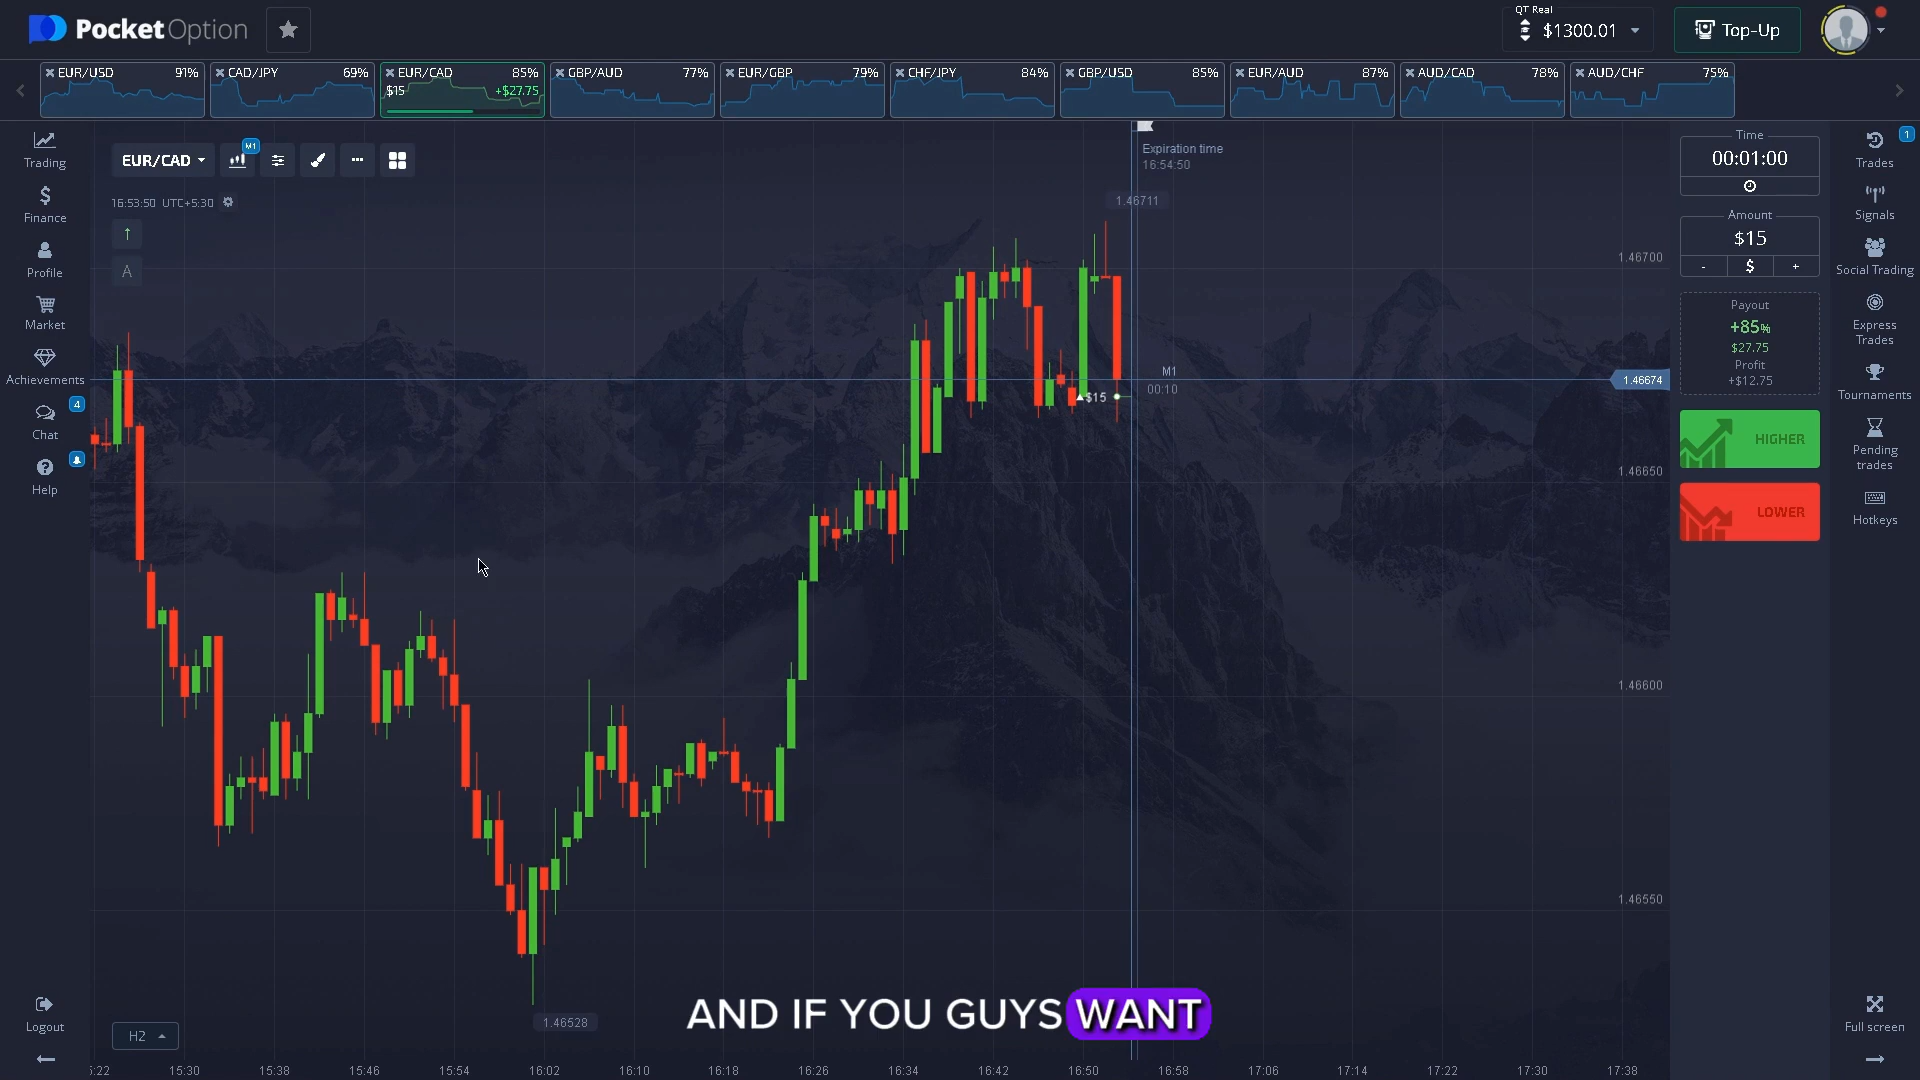 PocketOption
QT Real
$1300.01
Top-Up
EUR/USD 91%
CAD/JPY 69%
EUR/CAD 85%
$15 +$27.75
GBP/AUD 77%
EUR/GBP 79%
CHF/JPY 84%
GBP/USD 85%
EUR/AUD 87%
AUD/CAD 78%
AUD/CHF 75%
Trading
Finance
Profile
Market
Achievements
4
Chat
Help
Logout
EUR/CAD
M1
16:53:50 UTC+5:30
A
Expiration time
16:54:50
1.46711
M1
00:10
$15
1.46528
1.46700
1.46674
1.46650
1.46600
1.46550
H2
AND IF YOU GUYS WANT
5:22 15:30 15:38 15:46 15:54 16:02 16:10 16:18 16:26 16:34 16:42 16:50 16:58 17:06 17:14 17:22 17:30 17:38
Time
00:01:00
Amount
$15
- $ +
Payout
+85%
$27.75
Profit
+$12.75
HIGHER
LOWER
1
Trades
Signals
Social Trading
Express
Trades
Tournaments
Pending
trades
Hotkeys
Full screen